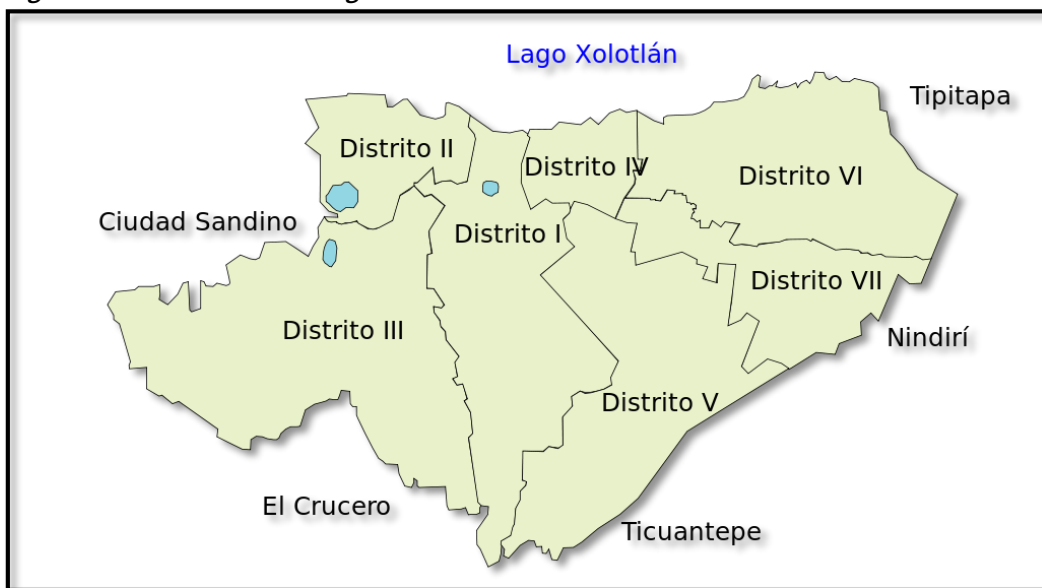 Lago Xolotlán
Tipitapa
Distrito II
Distrito IV
Distrito VI
Ciudad Sandino
Distrito I
Distrito VII
Distrito III
Nindirí
Distrito V
El Crucero
Ticuantepe